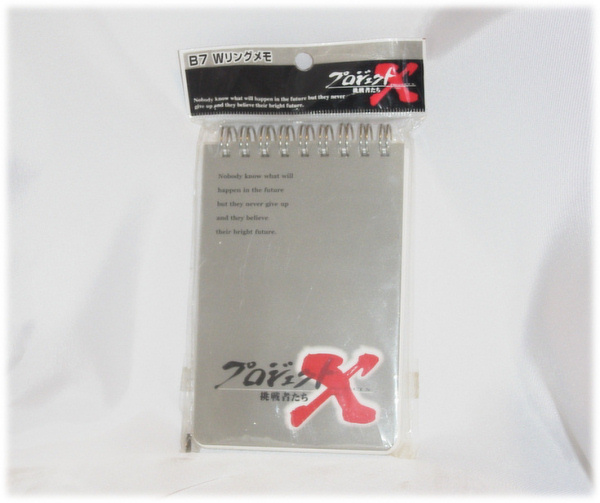 B7 Wリングメモ
プロジェクトX
挑戦者たち
Nobody know what will happen in the future but they never
give up and they believe their bright future.
Nobody know what will
happen in the future
but they never give up
and they believe
their bright future.
プロジェクトX
挑戦者たち